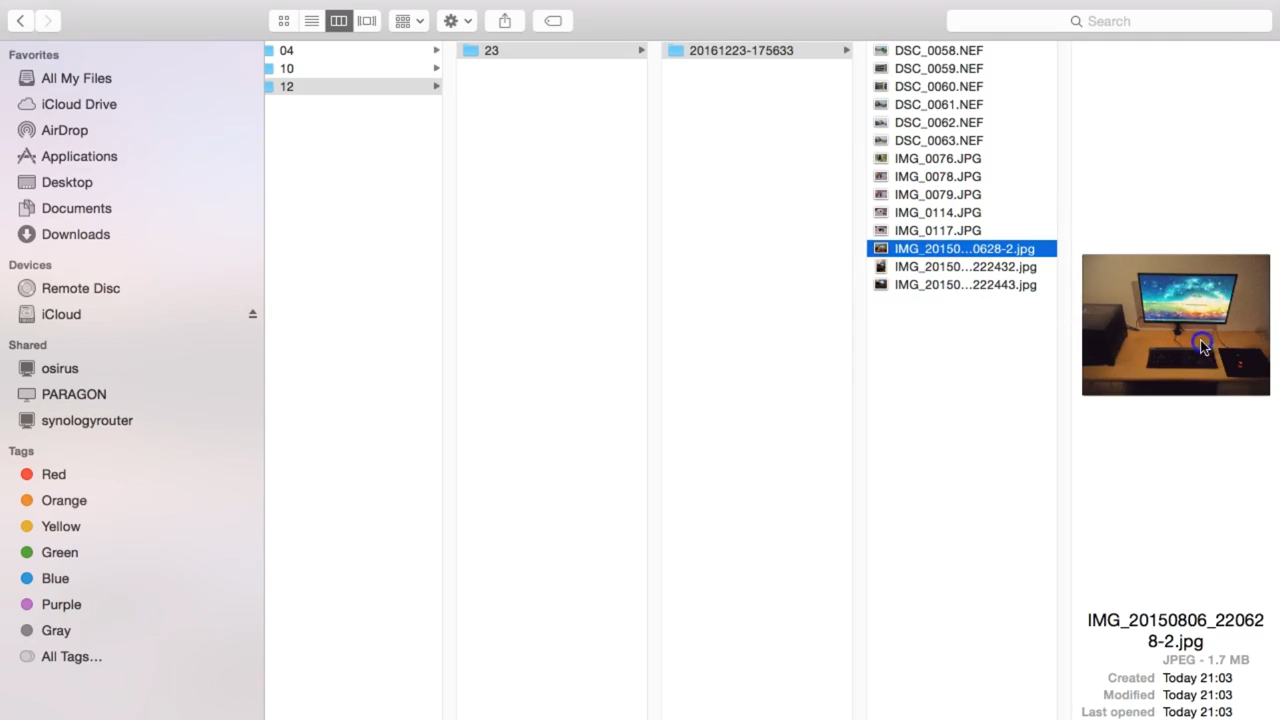 Search
Favorites
All My Files
iCloud Drive
AirDrop
Applications
Desktop
Documents
Downloads
Devices
Remote Disc
iCloud
Shared
osirus
PARAGON
synologyrouter
Tags
Red
Orange
Yellow
Green
Blue
Purple
Gray
All Tags...
04
10
12
23
20161223-175633
DSC_0058.NEF
DSC_0059.NEF
DSC_0060.NEF
DSC_0061.NEF
DSC_0062.NEF
DSC_0063.NEF
IMG_0076.JPG
IMG_0078.JPG
IMG_0079.JPG
IMG_0114.JPG
IMG_0117.JPG
IMG_20150...0628-2.jpg
IMG_20150...222432.jpg
IMG_20150...222443.jpg
IMG_20150806_22062
8-2.jpg
JPEG - 1.7 MB
Created Today 21:03
Modified Today 21:03
Last opened Today 21:03